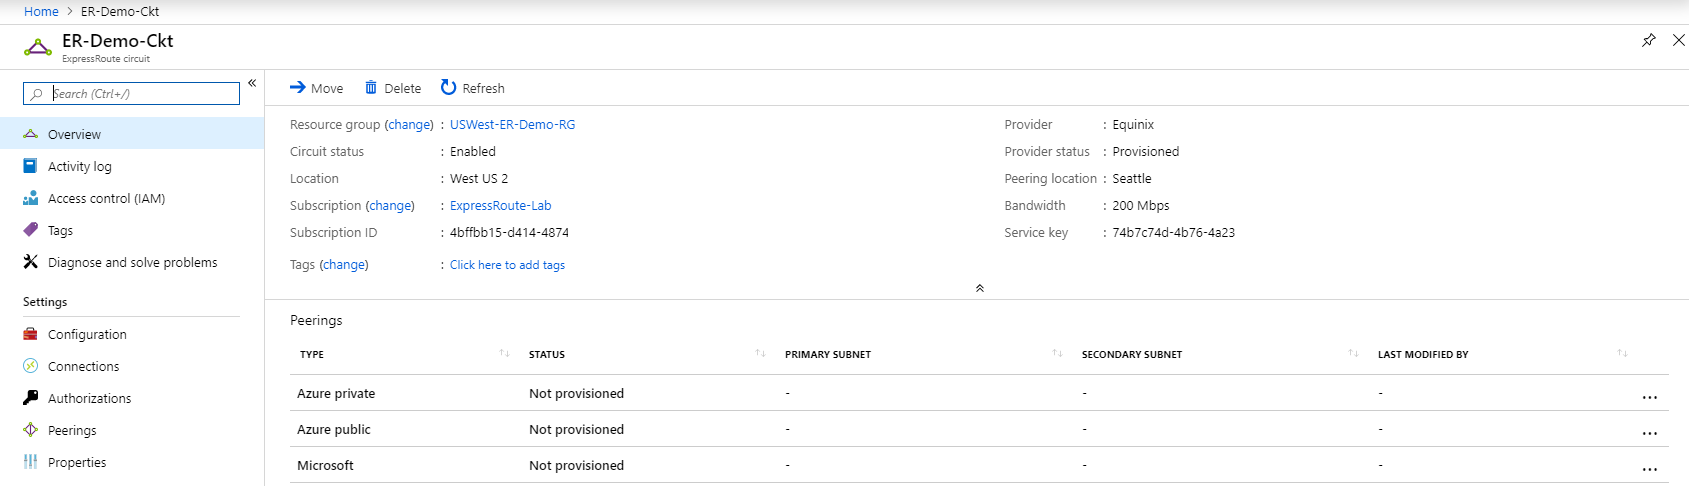 Home > ER-Demo-Ckt
ER-Demo-Ckt
ExpressRoute circuit
Search (Ctrl+/)
«
Overview
Activity log
Access control (IAM)
Tags
Diagnose and solve problems
Settings
Configuration
Connections
Authorizations
Peerings
Properties
Move Delete Refresh
Resource group (change) : USWest-ER-Demo-RG
Circuit status : Enabled
Location : West US 2
Subscription (change) : ExpressRoute-Lab
Subscription ID : 4bffbb15-d414-4874
Tags (change) : Click here to add tags
Provider : Equinix
Provider status : Provisioned
Peering location : Seattle
Bandwidth : 200 Mbps
Service key : 74b7c74d-4b76-4a23
Peerings
TYPE STATUS PRIMARY SUBNET SECONDARY SUBNET LAST MODIFIED BY
Azure private Not provisioned - - - ...
Azure public Not provisioned - - - ...
Microsoft Not provisioned - - - ...